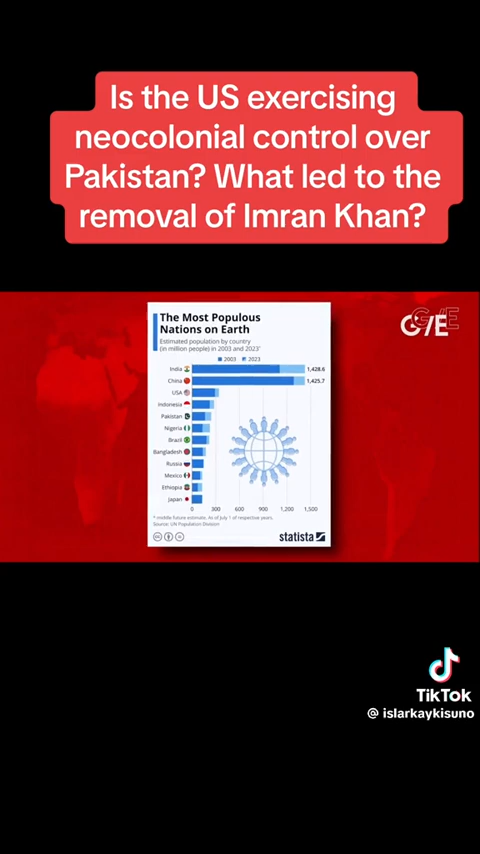 Is the US exercising
neocolonial control over
Pakistan? What led to the
removal of Imran Khan?
G/E
The Most Populous
Nations on Earth
Estimated population by country
(in million people) in 2003 and 2023*
2003 2023
India 1,428.6
China 1,425.7
USA
Indonesia
Pakistan
Nigeria
Brazil
Bangladesh
Russia
Mexico
Ethiopia
Japan
0 300 600 900 1,200 1,500
* middle future estimate. As of July 1 of respective years.
Source: UN Population Division
statista
TikTok
@ islarkaykisuno